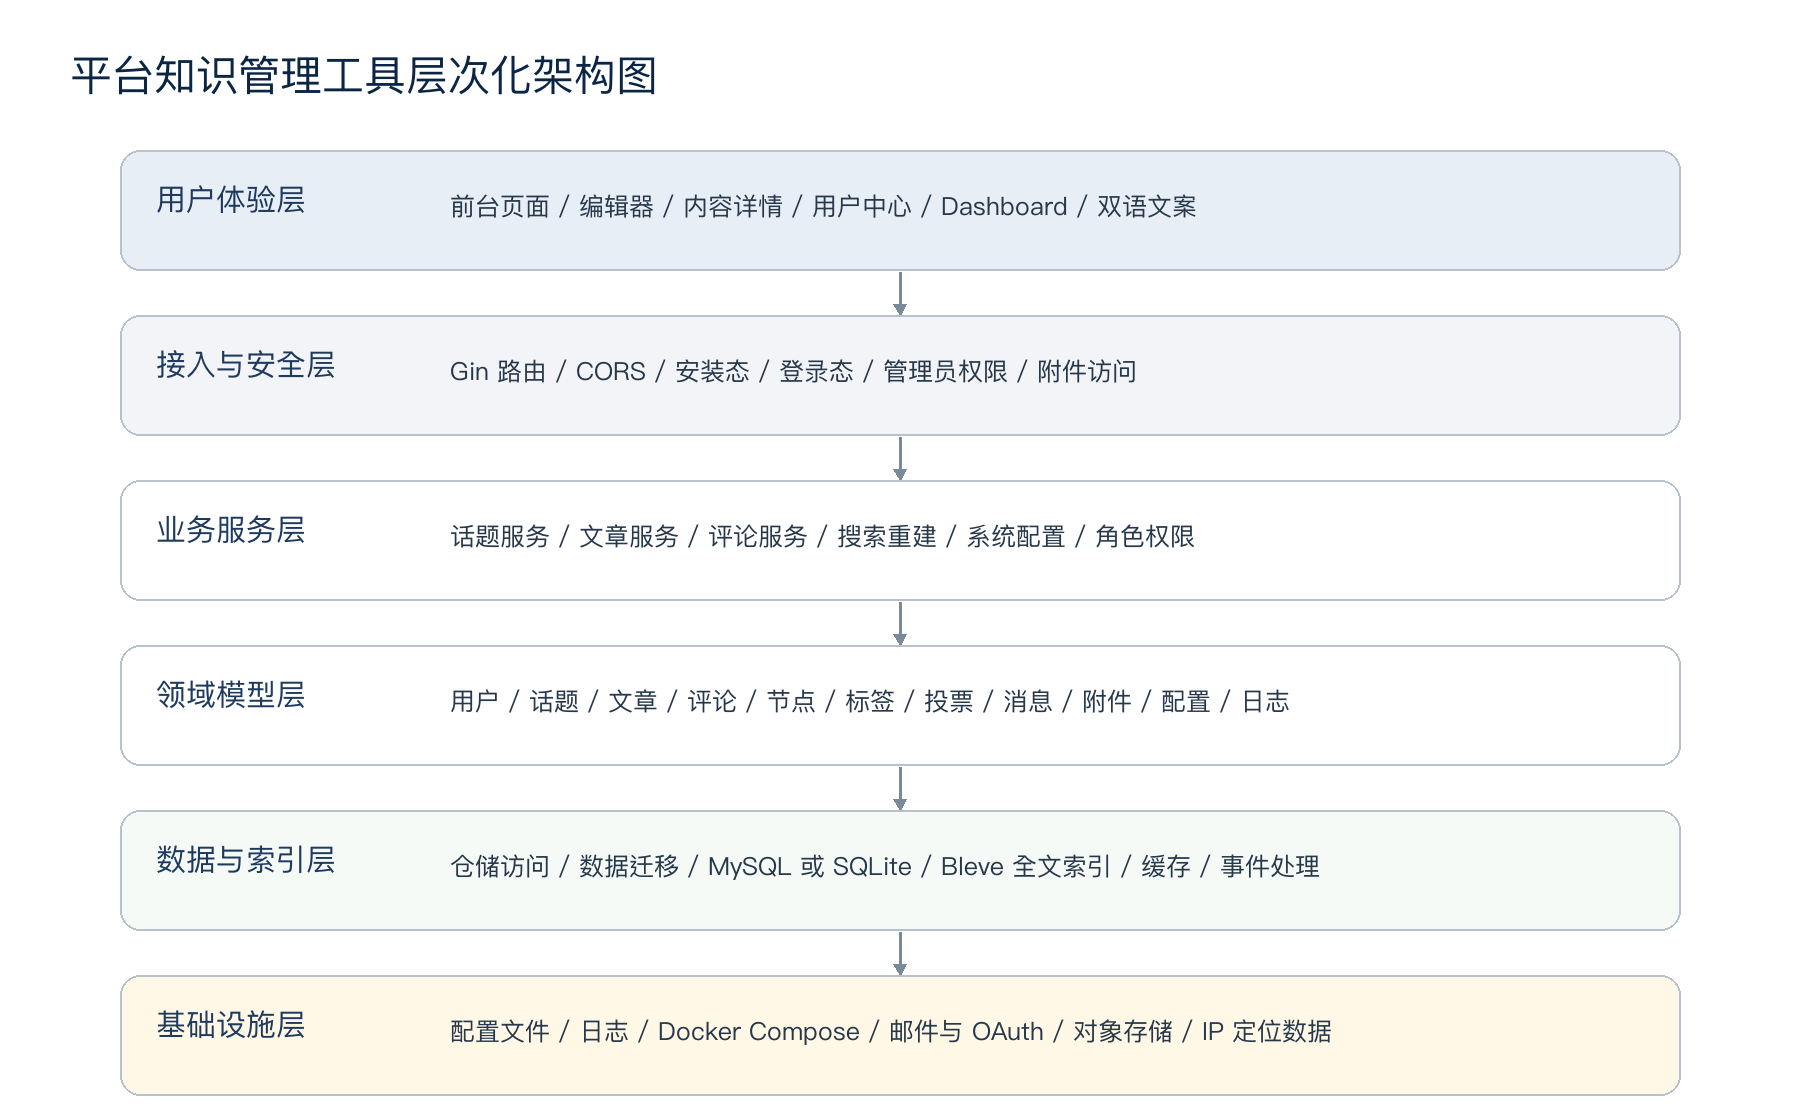 平台知识管理工具层次化架构图
用户体验层
前台页面 / 编辑器 / 内容详情 / 用户中心 / Dashboard / 双语文案
接入与安全层
Gin 路由 / CORS / 安装态 / 登录态 / 管理员权限 / 附件访问
业务服务层
话题服务 / 文章服务 / 评论服务 / 搜索重建 / 系统配置 / 角色权限
领域模型层
用户 / 话题 / 文章 / 评论 / 节点 / 标签 / 投票 / 消息 / 附件 / 配置 / 日志
数据与索引层
仓储访问 / 数据迁移 / MySQL 或 SQLite / Bleve 全文索引 / 缓存 / 事件处理
基础设施层
配置文件 / 日志 / Docker Compose / 邮件与 OAuth / 对象存储 / IP 定位数据